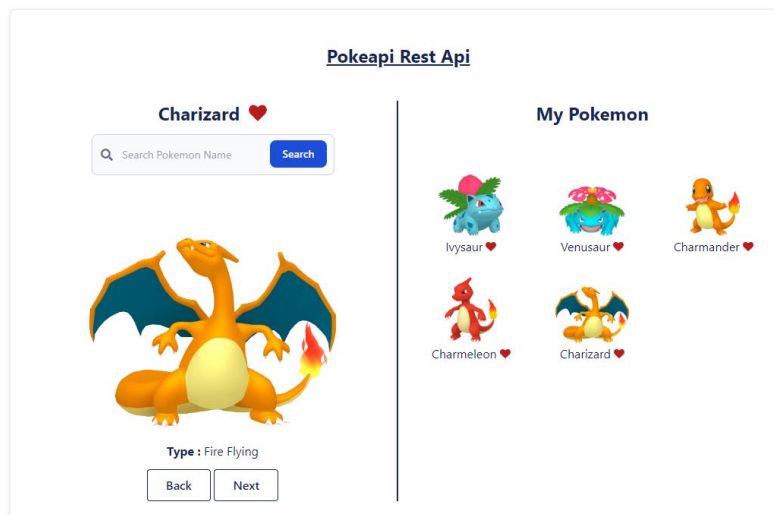 Pokeapi Rest Api
Charizard
Search Pokemon Name
Search
Type : Fire Flying
Back
Next
My Pokemon
Ivysaur
Venusaur
Charmander
Charmeleon
Charizard